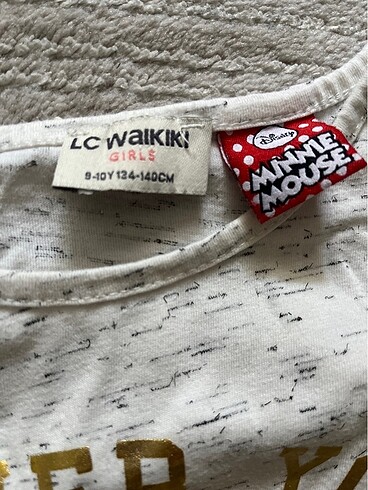 LC WAIKIKI
GIRLS
9-10Y 134-140CM
Disney
MINNIE
MOUSE